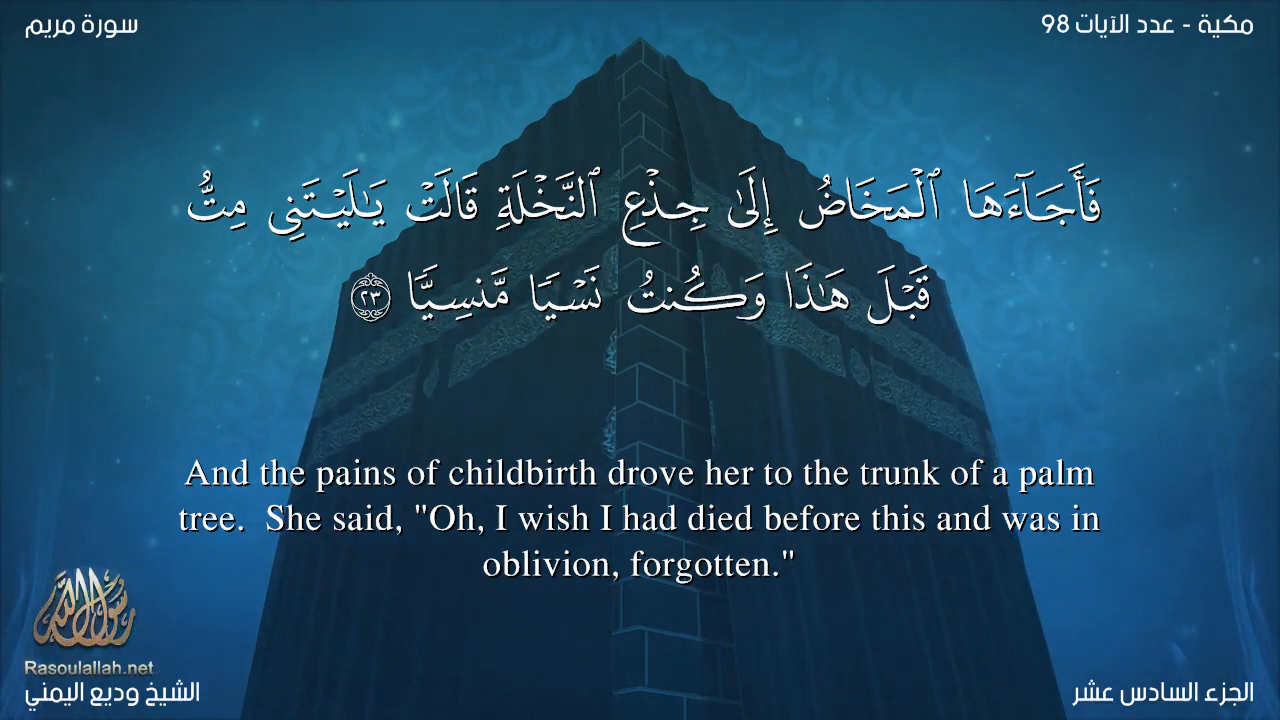 سورة مريم
مكية - عدد الآيات 98
فَأَجَآءَهَا ٱلْمَخَاضُ إِلَىٰ جِذْعِ ٱلنَّخْلَةِ قَالَتْ يَـٰلَيْتَنِى مِتُّ
قَبْلَ هَـٰذَا وَكُنتُ نَسْيًا مَّنسِيًّا ٢٣
And the pains of childbirth drove her to the trunk of a palm
tree.  She said, "Oh, I wish I had died before this and was in
oblivion, forgotten."
رسول الله
Rasoulallah.net
الشيخ وديع اليمني
الجزء السادس عشر